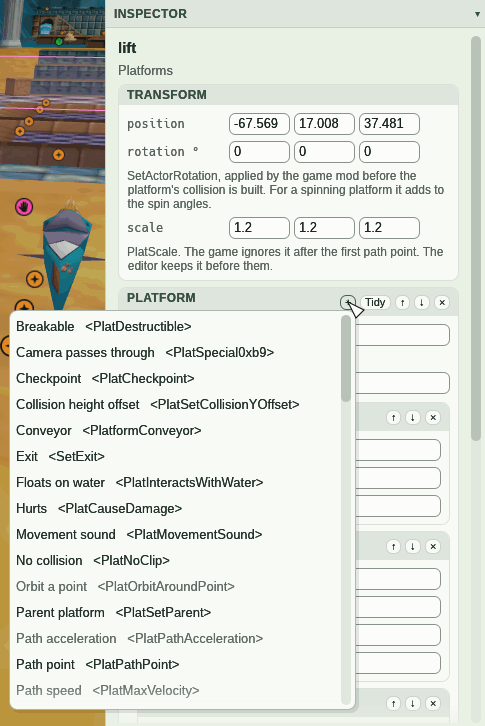 INSPECTOR
lift
Platforms
TRANSFORM
position -67.569 17.008 37.481
rotation ° 0 0 0
SetActorRotation, applied by the game mod before the
platform's collision is built. For a spinning platform it adds to
the spin angles.
scale 1.2 1.2 1.2
PlatScale. The game ignores it after the first path point. The
editor keeps it before them.
PLATFORM + Tidy ↑ ↓ ×
Breakable <PlatDestructible>
Camera passes through <PlatSpecial0xb9>
Checkpoint <PlatCheckpoint>
Collision height offset <PlatSetCollisionYOffset>
Conveyor <PlatformConveyor>
Exit <SetExit>
Floats on water <PlatInteractsWithWater>
Hurts <PlatCauseDamage>
Movement sound <PlatMovementSound>
No collision <PlatNoClip>
Orbit a point <PlatOrbitAroundPoint>
Parent platform <PlatSetParent>
Path acceleration <PlatPathAcceleration>
Path point <PlatPathPoint>
Path speed <PlatMaxVelocity>